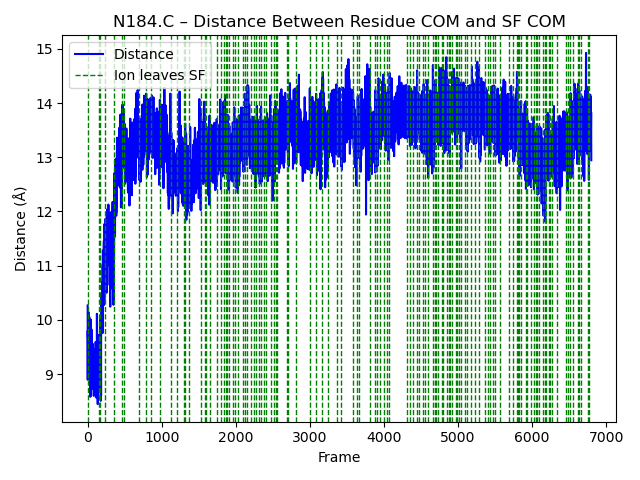 N184.C – Distance Between Residue COM and SF COM
Distance
Ion leaves SF
Distance (Å)
15
14
13
12
11
10
9
0 1000 2000 3000 4000 5000 6000 7000
Frame